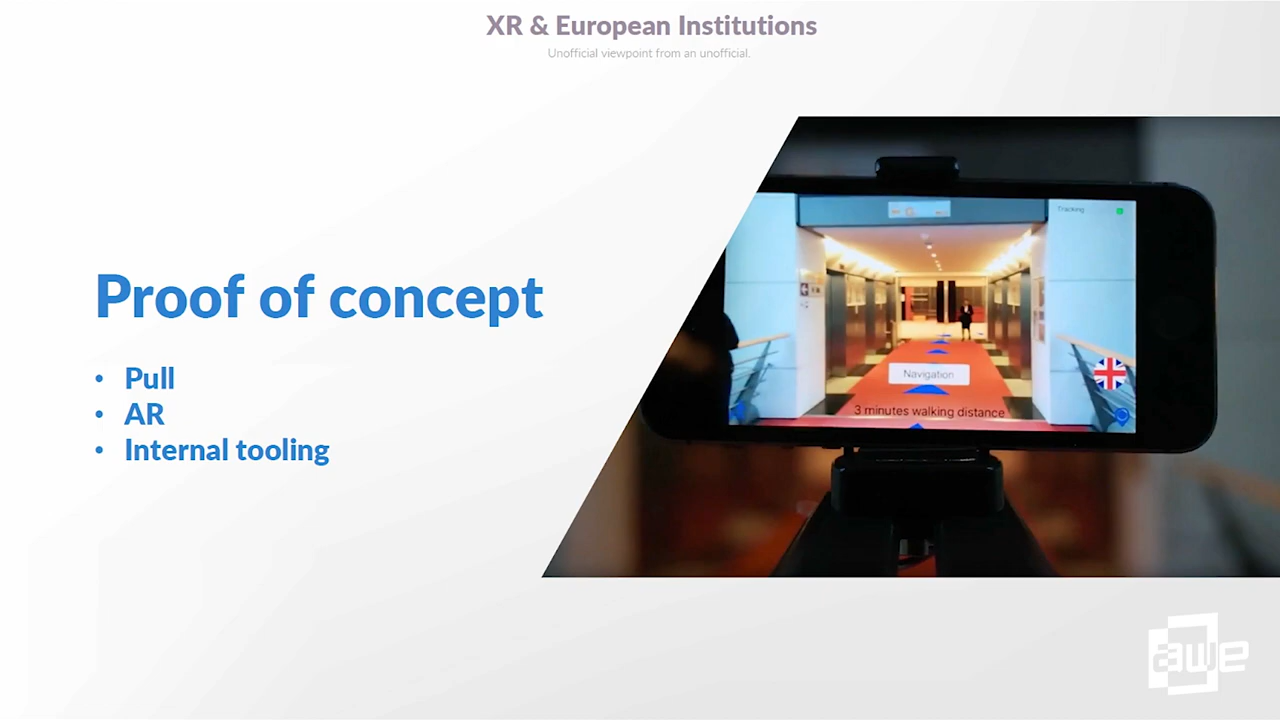 XR & European Institutions
Unofficial viewpoint from an unofficial.
Proof of concept
• Pull
• AR
• Internal tooling
Tracking
Navigation
3 minutes walking distance
awe